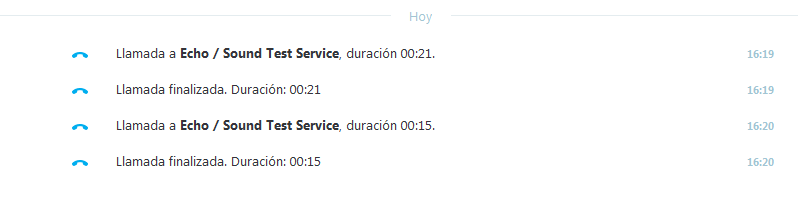 Hoy
Llamada a Echo / Sound Test Service, duración 00:21. 16:19
Llamada finalizada. Duración: 00:21 16:19
Llamada a Echo / Sound Test Service, duración 00:15. 16:20
Llamada finalizada. Duración: 00:15 16:20